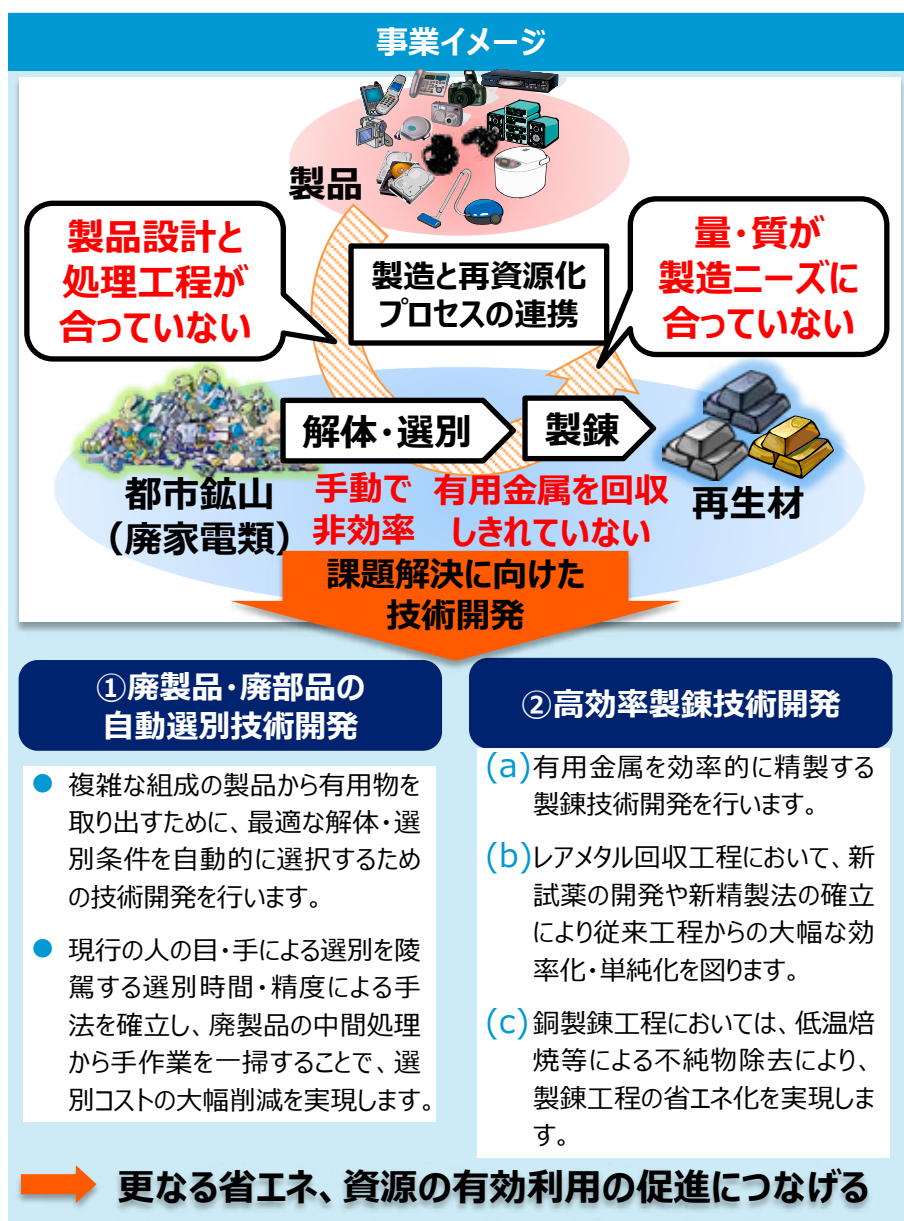 事業イメージ
製品
製品設計と
処理工程が
合っていない
製造と再資源化
プロセスの連携
量・質が
製造ニーズに
合っていない
解体・選別
製錬
都市鉱山
(廃家電類)
手動で
非効率
有用金属を回収
しきれていない
再生材
課題解決に向けた
技術開発
①廃製品・廃部品の
自動選別技術開発
● 複雑な組成の製品から有用物を
取り出すために、最適な解体・選
別条件を自動的に選択するため
の技術開発を行います。
● 現行の人の目・手による選別を陵
駕する選別時間・精度による手
法を確立し、廃製品の中間処理
から手作業を一掃することで、選
別コストの大幅削減を実現します。
②高効率製錬技術開発
(a)有用金属を効率的に精製する
製錬技術開発を行います。
(b)レアメタル回収工程において、新
試薬の開発や新精製法の確立
により従来工程からの大幅な効
率化・単純化を図ります。
(c)銅製錬工程においては、低温焙
焼等による不純物除去により、
製錬工程の省エネ化を実現しま
す。
更なる省エネ、資源の有効利用の促進につなげる